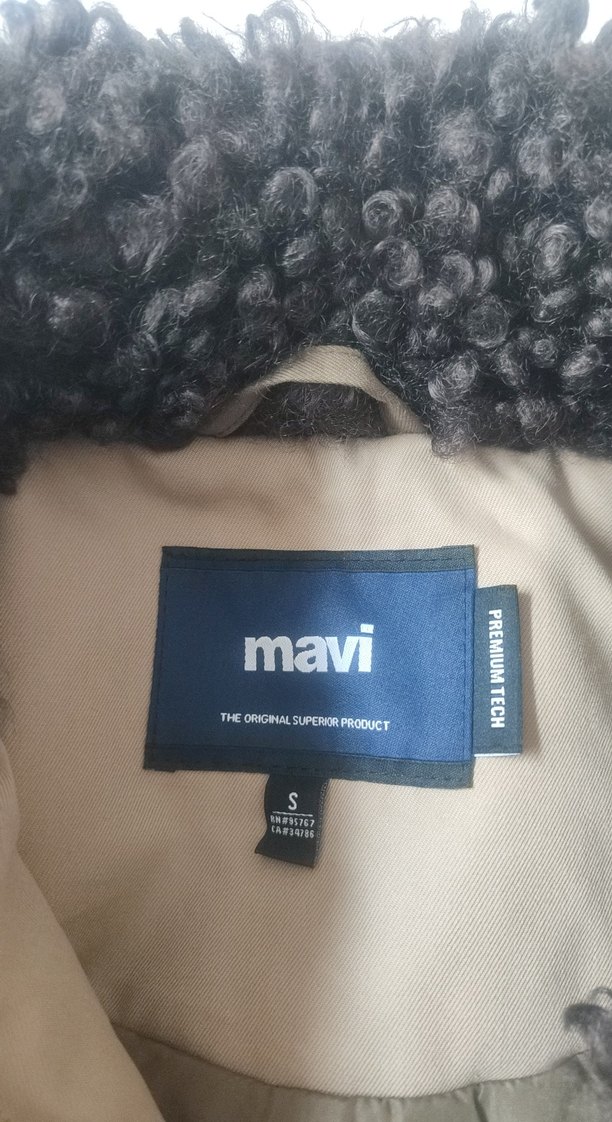 mavi
THE ORIGINAL SUPERIOR PRODUCT
PREMIUM TECH
S
RN#95767
CA#34786